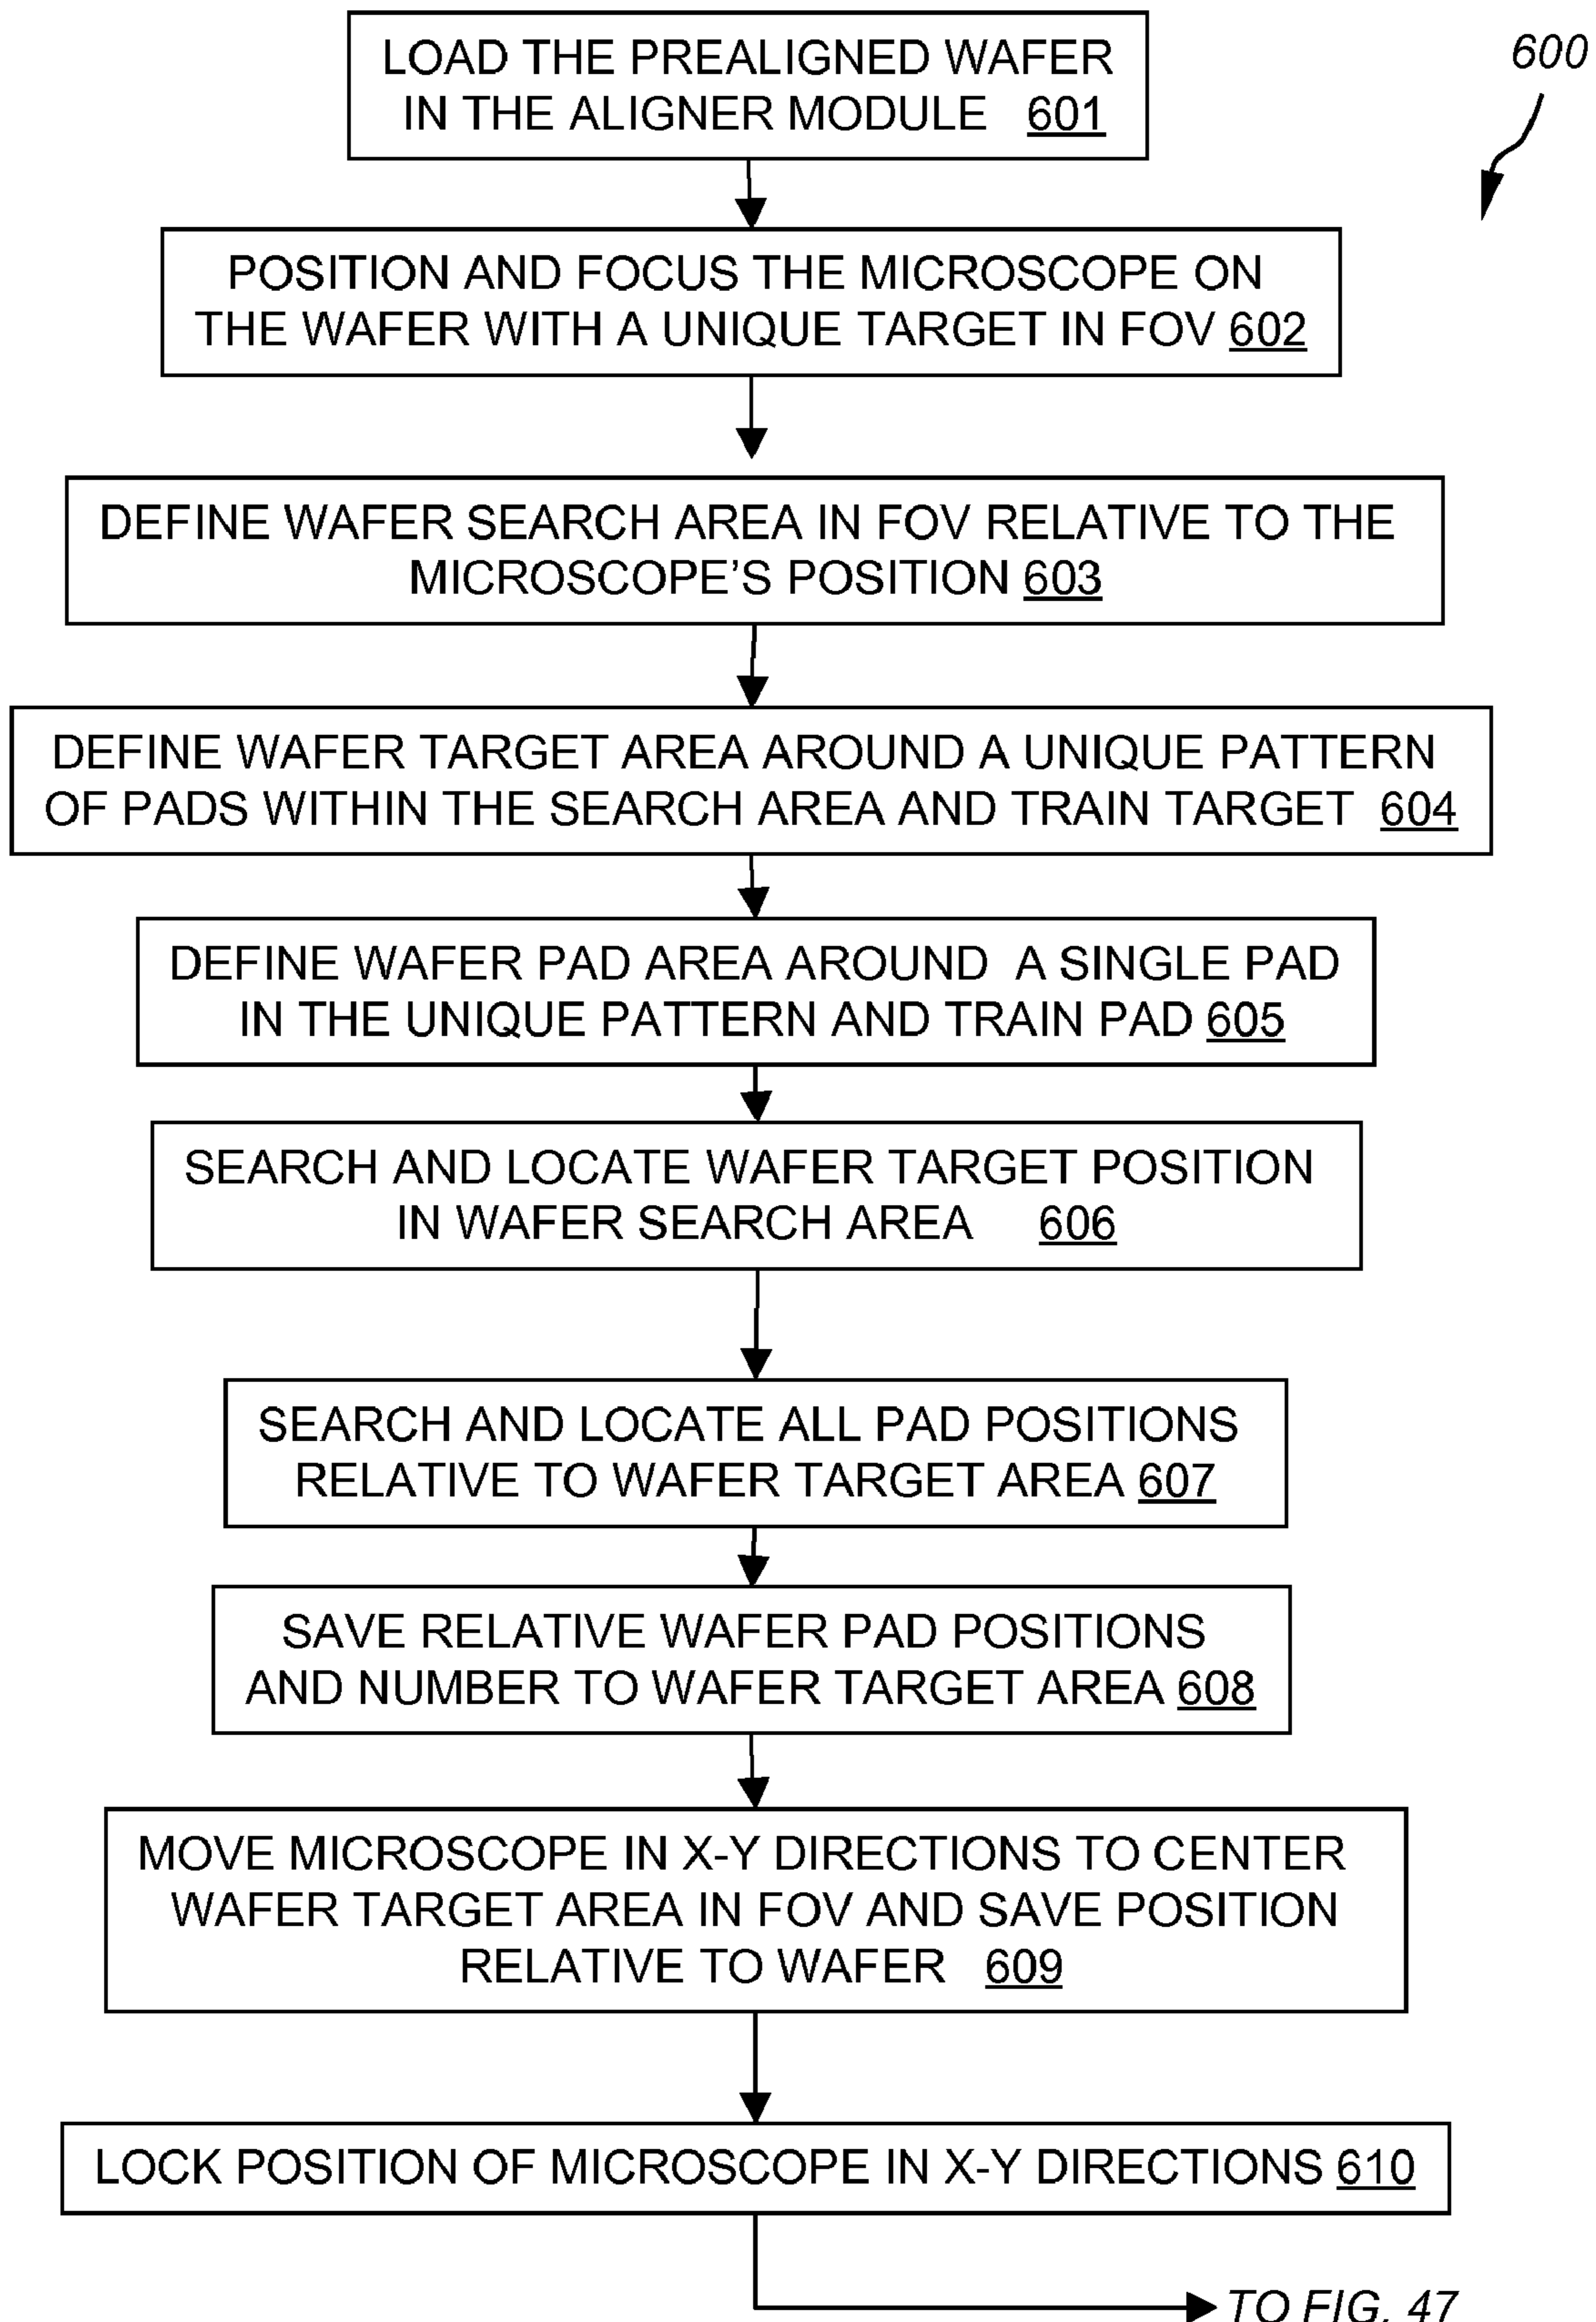 600
LOAD THE PREALIGNED WAFER
IN THE ALIGNER MODULE 601
POSITION AND FOCUS THE MICROSCOPE ON
THE WAFER WITH A UNIQUE TARGET IN FOV 602
DEFINE WAFER SEARCH AREA IN FOV RELATIVE TO THE
MICROSCOPE'S POSITION 603
DEFINE WAFER TARGET AREA AROUND A UNIQUE PATTERN
OF PADS WITHIN THE SEARCH AREA AND TRAIN TARGET 604
DEFINE WAFER PAD AREA AROUND A SINGLE PAD
IN THE UNIQUE PATTERN AND TRAIN PAD 605
SEARCH AND LOCATE WAFER TARGET POSITION
IN WAFER SEARCH AREA 606
SEARCH AND LOCATE ALL PAD POSITIONS
RELATIVE TO WAFER TARGET AREA 607
SAVE RELATIVE WAFER PAD POSITIONS
AND NUMBER TO WAFER TARGET AREA 608
MOVE MICROSCOPE IN X-Y DIRECTIONS TO CENTER
WAFER TARGET AREA IN FOV AND SAVE POSITION
RELATIVE TO WAFER 609
LOCK POSITION OF MICROSCOPE IN X-Y DIRECTIONS 610
TO FIG. 47